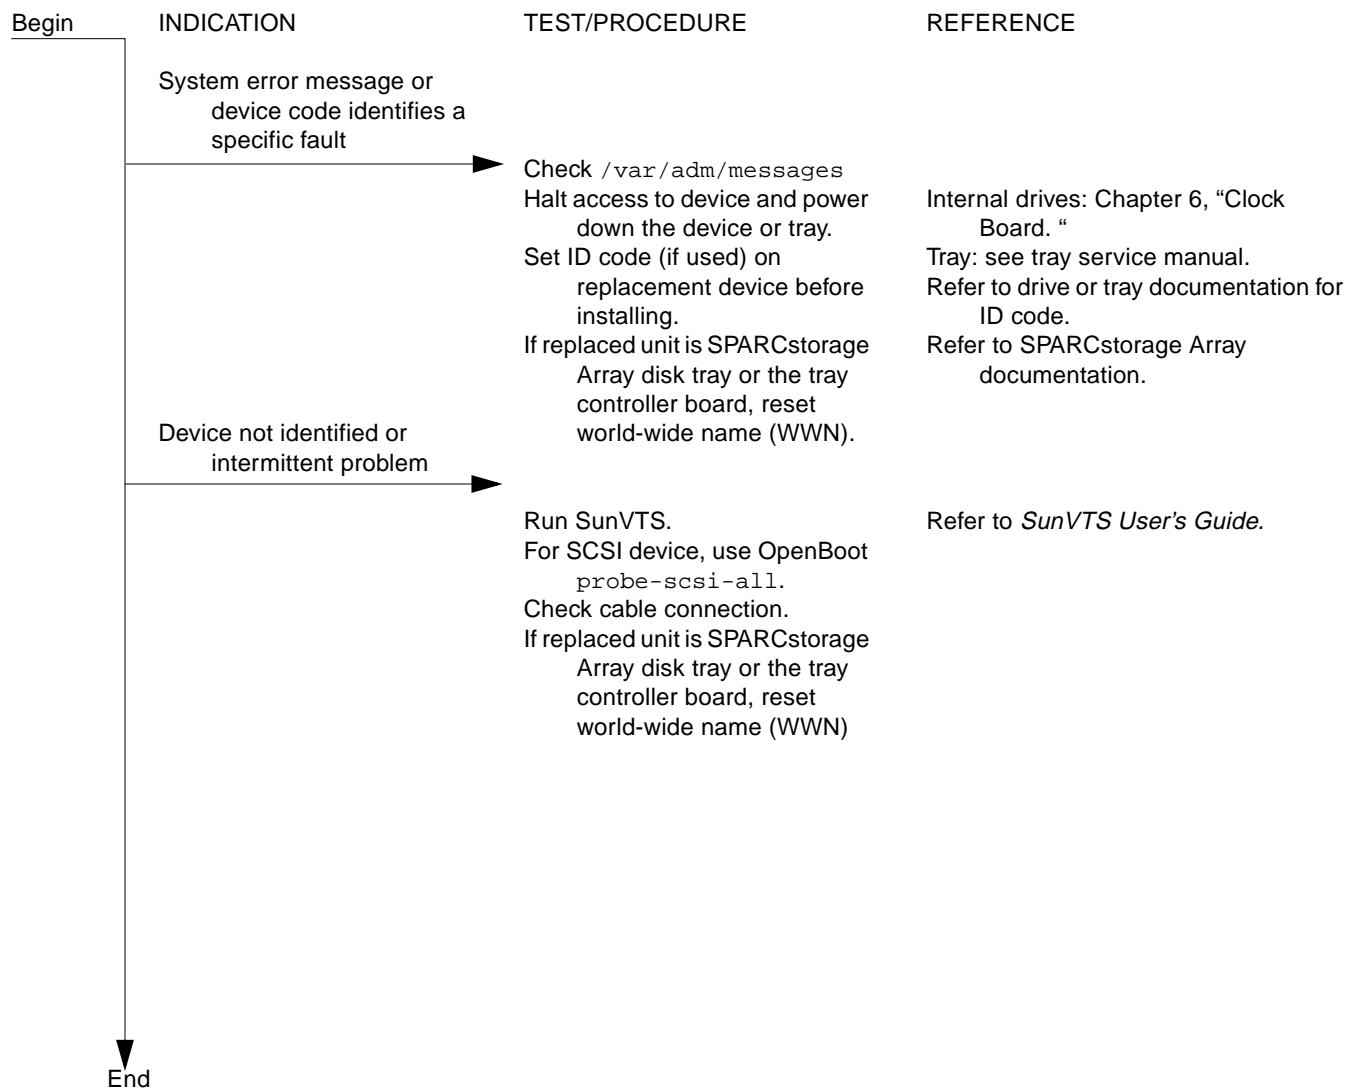 Begin INDICATION TEST/PROCEDURE REFERENCE
System error message or
device code identifies a
specific fault
Check /var/adm/messages
Halt access to device and power
down the device or tray.
Set ID code (if used) on
replacement device before
installing.
If replaced unit is SPARCstorage
Array disk tray or the tray
controller board, reset
world-wide name (WWN).
Internal drives: Chapter 6, “Clock
Board. “
Tray: see tray service manual.
Refer to drive or tray documentation for
ID code.
Refer to SPARCstorage Array
documentation.
Device not identified or
intermittent problem
Run SunVTS.
For SCSI device, use OpenBoot
probe-scsi-all.
Check cable connection.
If replaced unit is SPARCstorage
Array disk tray or the tray
controller board, reset
world-wide name (WWN)
Refer to SunVTS User's Guide.
End